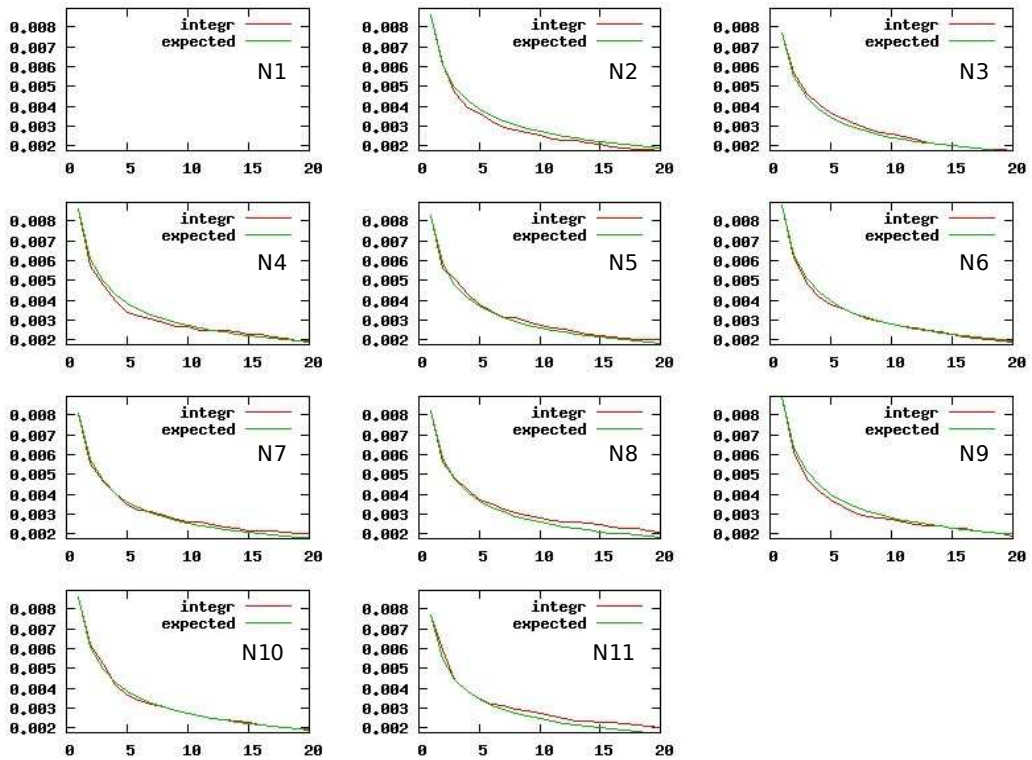 0.008 integr
0.007 expected
0.006 N1
0.005
0.004
0.003
0.002
0 5 10 15 20
0.008 integr
0.007 expected
0.006 N2
0.005
0.004
0.003
0.002
0 5 10 15 20
0.008 integr
0.007 expected
0.006 N3
0.005
0.004
0.003
0.002
0 5 10 15 20
0.008 integr
0.007 expected
0.006 N4
0.005
0.004
0.003
0.002
0 5 10 15 20
0.008 integr
0.007 expected
0.006 N5
0.005
0.004
0.003
0.002
0 5 10 15 20
0.008 integr
0.007 expected
0.006 N6
0.005
0.004
0.003
0.002
0 5 10 15 20
0.008 integr
0.007 expected
0.006 N7
0.005
0.004
0.003
0.002
0 5 10 15 20
0.008 integr
0.007 expected
0.006 N8
0.005
0.004
0.003
0.002
0 5 10 15 20
0.008 integr
0.007 expected
0.006 N9
0.005
0.004
0.003
0.002
0 5 10 15 20
0.008 integr
0.007 expected
0.006 N10
0.005
0.004
0.003
0.002
0 5 10 15 20
0.008 integr
0.007 expected
0.006 N11
0.005
0.004
0.003
0.002
0 5 10 15 20